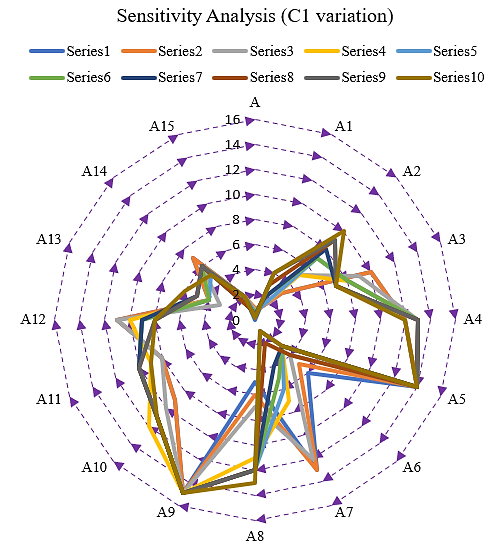 Sensitivity Analysis (C1 variation)
Series1 Series2 Series3 Series4 Series5
Series6 Series7 Series8 Series9 Series10
A
A15 16 A1
14
A14 12 A2
10
8
A13 6 A3
4
2
A12 0 A4
A11 A5
A10 A6
A9 A7
A8